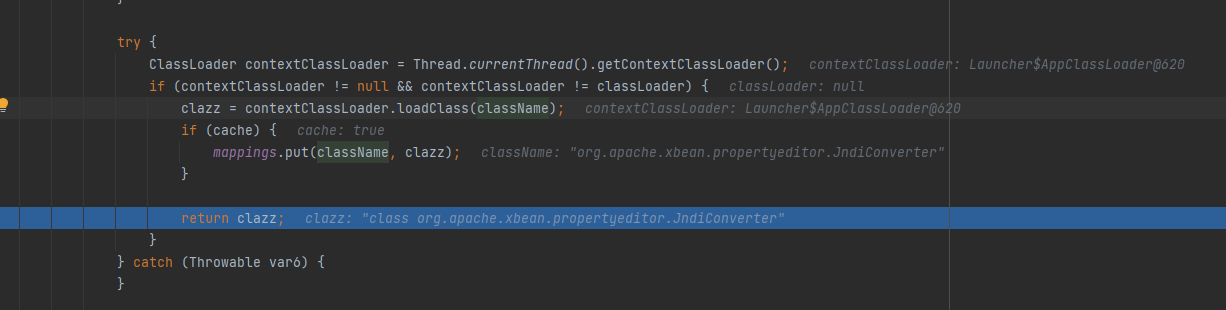 }
try {
ClassLoader contextClassLoader = Thread.currentThread().getContextClassLoader(); contextClassLoader: Launcher$AppClassLoader@620
if (contextClassLoader != null && contextClassLoader != classLoader) { classLoader: null
clazz = contextClassLoader.loadClass(className); contextClassLoader: Launcher$AppClassLoader@620
if (cache) { cache: true
mappings.put(className, clazz); className: "org.apache.xbean.propertyeditor.JndiConverter"
}
return clazz; clazz: "class org.apache.xbean.propertyeditor.JndiConverter"
}
} catch (Throwable var6) {
}